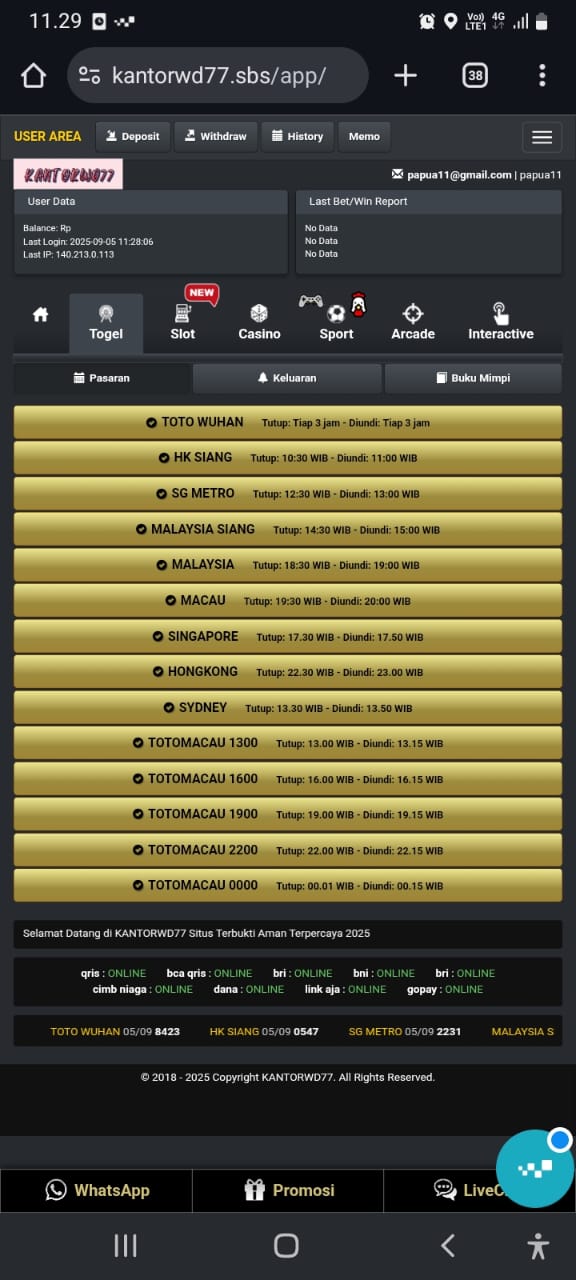 11.29
Vo) 4G
LTE1
kantorwd77.sbs/app/
38
USER AREA Deposit Withdraw History Memo
KANTORWD77
papua11@gmail.com | papua11
User Data
Balance: Rp
Last Login: 2025-09-05 11:28:06
Last IP: 140.213.0.113
Last Bet/Win Report
No Data
No Data
No Data
NEW
Togel Slot Casino Sport Arcade Interactive
Pasaran Keluaran Buku Mimpi
TOTO WUHAN Tutup: Tiap 3 jam - Diundi: Tiap 3 jam
HK SIANG Tutup: 10:30 WIB - Diundi: 11:00 WIB
SG METRO Tutup: 12:30 WIB - Diundi: 13:00 WIB
MALAYSIA SIANG Tutup: 14:30 WIB - Diundi: 15:00 WIB
MALAYSIA Tutup: 18:30 WIB - Diundi: 19:00 WIB
MACAU Tutup: 19:30 WIB - Diundi: 20:00 WIB
SINGAPORE Tutup: 17.30 WIB - Diundi: 17.50 WIB
HONGKONG Tutup: 22.30 WIB - Diundi: 23.00 WIB
SYDNEY Tutup: 13.30 WIB - Diundi: 13.50 WIB
TOTOMACAU 1300 Tutup: 13.00 WIB - Diundi: 13.15 WIB
TOTOMACAU 1600 Tutup: 16.00 WIB - Diundi: 16.15 WIB
TOTOMACAU 1900 Tutup: 19.00 WIB - Diundi: 19.15 WIB
TOTOMACAU 2200 Tutup: 22.00 WIB - Diundi: 22.15 WIB
TOTOMACAU 0000 Tutup: 00.01 WIB - Diundi: 00.15 WIB
Selamat Datang di KANTORWD77 Situs Terbukti Aman Terpercaya 2025
qris : ONLINE bca qris : ONLINE bri : ONLINE bni : ONLINE bri : ONLINE
cimb niaga : ONLINE dana : ONLINE link aja : ONLINE gopay : ONLINE
TOTO WUHAN 05/09 8423 HK SIANG 05/09 0547 SG METRO 05/09 2231 MALAYSIA S
© 2018 - 2025 Copyright KANTORWD77. All Rights Reserved.
WhatsApp Promosi LiveC